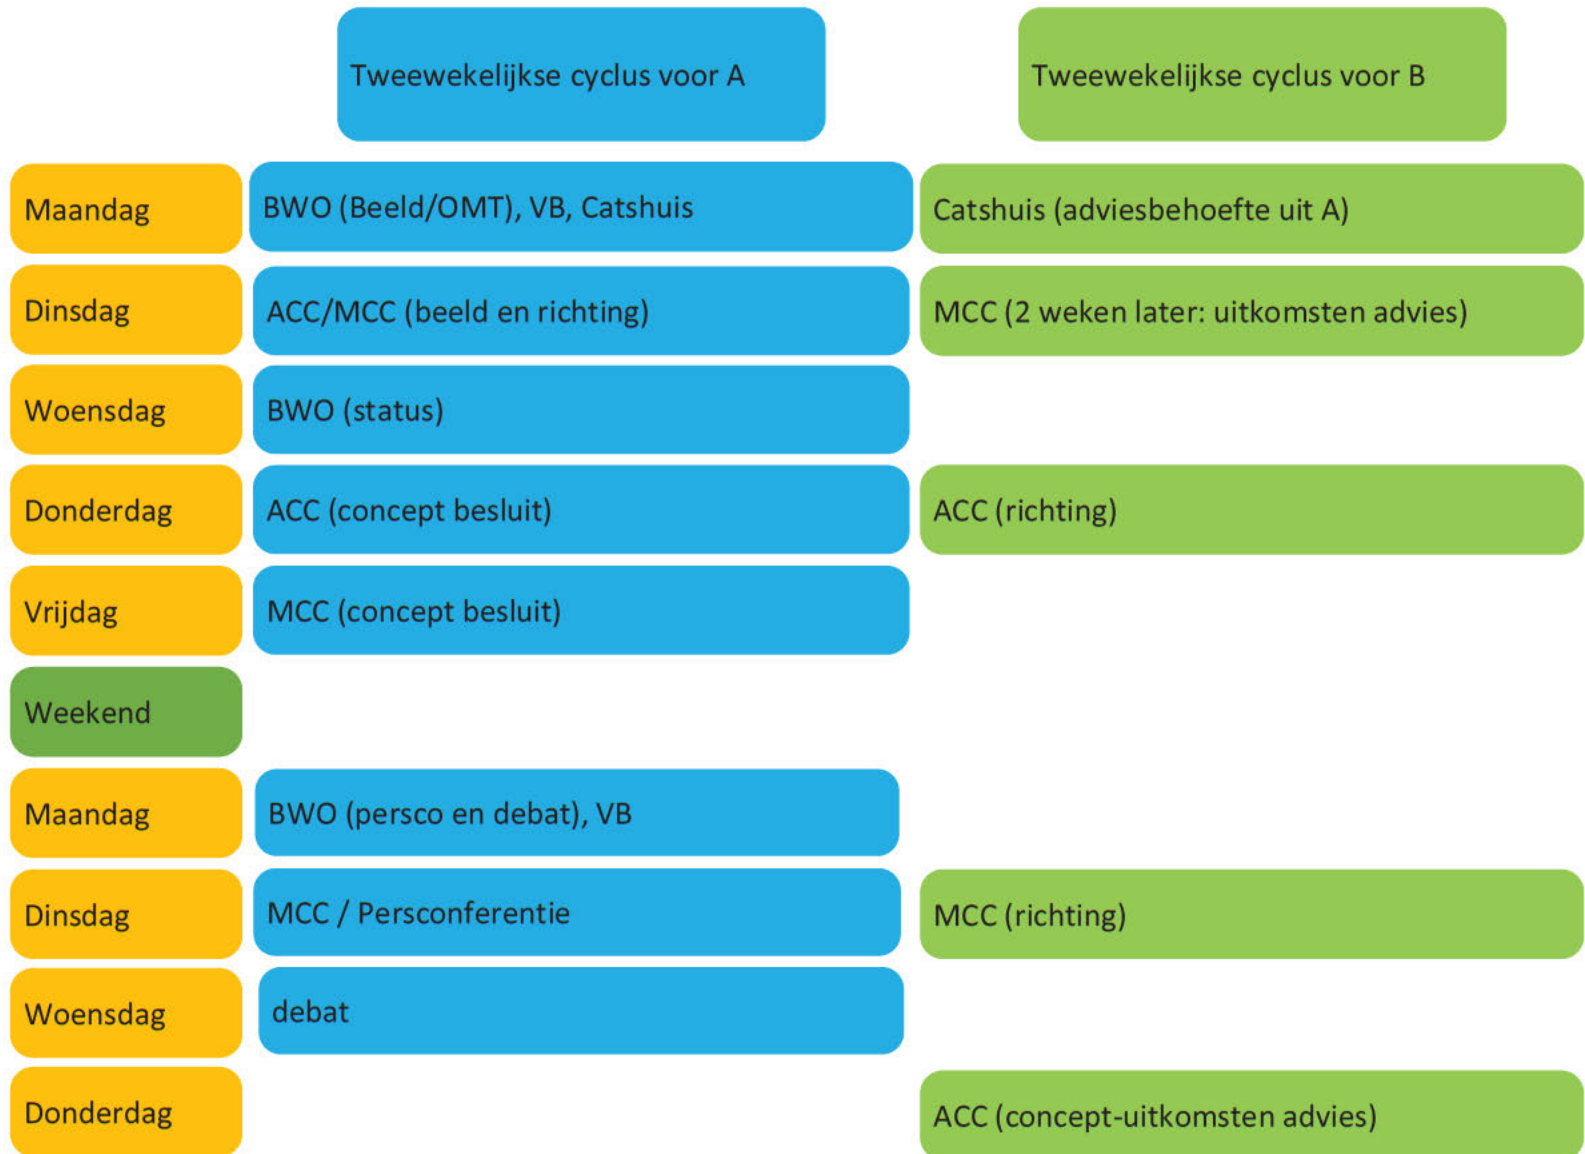 Tweewekelijkse cyclus voor A
Tweewekelijkse cyclus voor B
Maandag
BWO (Beeld/OMT), VB, Catshuis
Catshuis (adviesbehoefte uit A)
Dinsdag
ACC/MCC (beeld en richting)
MCC (2 weken later: uitkomsten advies)
Woensdag
BWO (status)
Donderdag
ACC (concept besluit)
ACC (richting)
Vrijdag
MCC (concept besluit)
Weekend
Maandag
BWO (persco en debat), VB
Dinsdag
MCC / Persconferentie
MCC (richting)
Woensdag
debat
Donderdag
ACC (concept-uitkomsten advies)